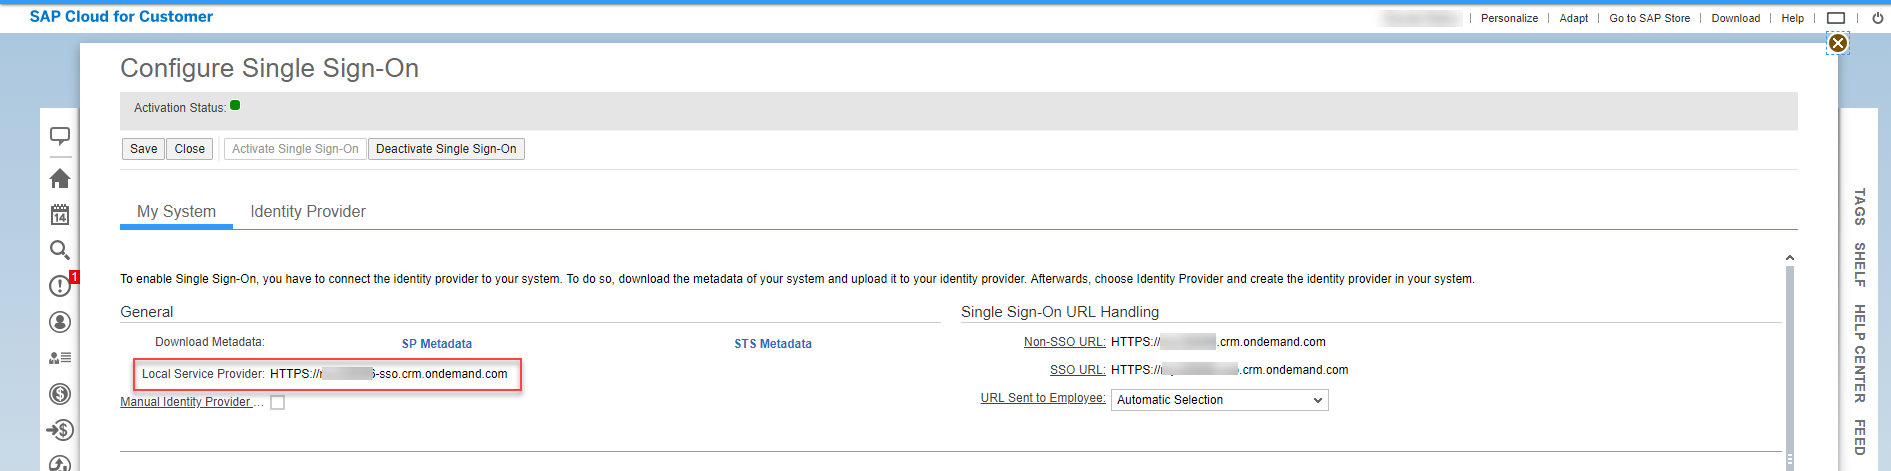 SAP Cloud for Customer
Personalize | Adapt | Go to SAP Store | Download | Help
Configure Single Sign-On
Activation Status:
Save Close Activate Single Sign-On Deactivate Single Sign-On
My System Identity Provider
14
1
To enable Single Sign-On, you have to connect the identity provider to your system. To do so, download the metadata of your system and upload it to your identity provider. Afterwards, choose Identity Provider and create the identity provider in your system.
General
Download Metadata: SP Metadata STS Metadata
Local Service Provider: HTTPS:// -sso.crm.ondemand.com
Manual Identity Provider ...
Single Sign-On URL Handling
Non-SSO URL: HTTPS:// .crm.ondemand.com
SSO URL: HTTPS:// .crm.ondemand.com
URL Sent to Employee: Automatic Selection
TAGS
SHELF
HELP CENTER
FEED